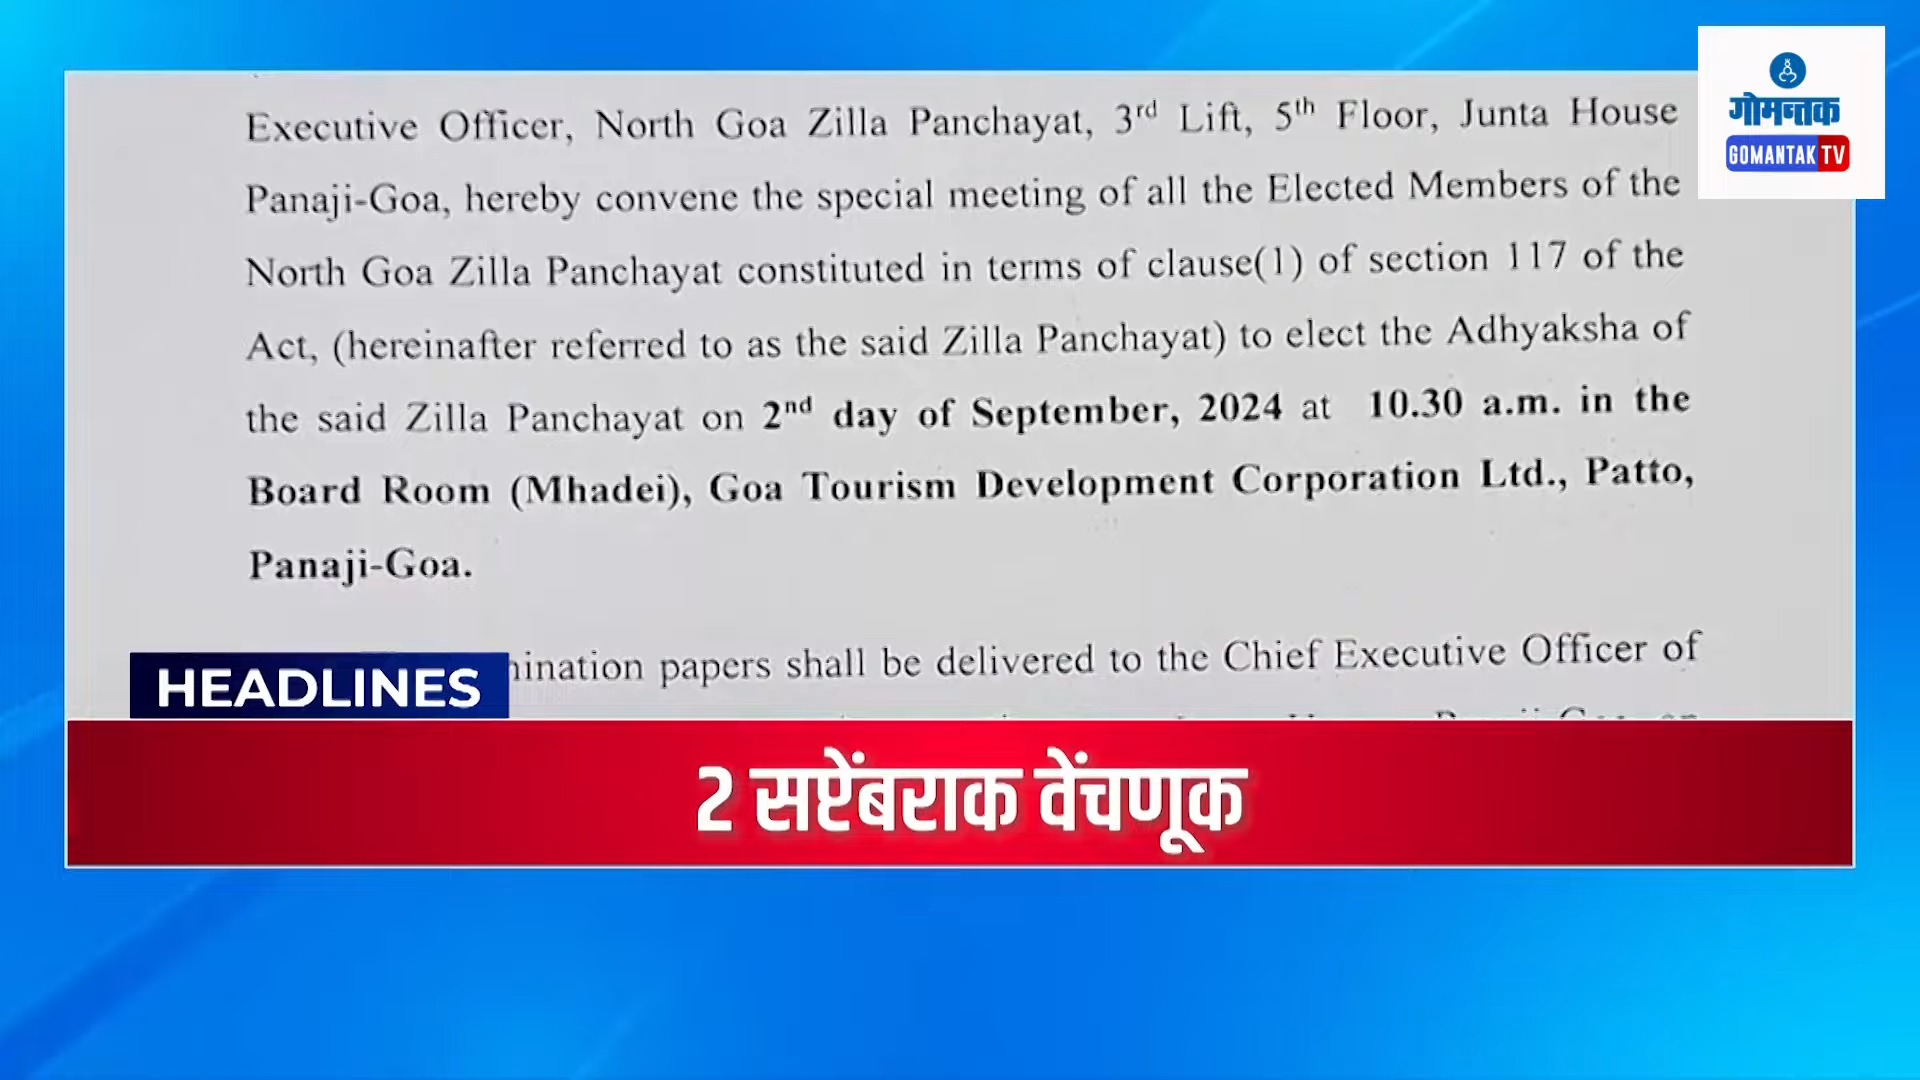 Executive Officer, North Goa Zilla Panchayat, 3rd Lift, 5th Floor, Junta House
Panaji-Goa, hereby convene the special meeting of all the Elected Members of the
North Goa Zilla Panchayat constituted in terms of clause(1) of section 117 of the
Act, (hereinafter referred to as the said Zilla Panchayat) to elect the Adhyaksha of
the said Zilla Panchayat on 2nd day of September, 2024 at 10.30 a.m. in the
Board Room (Mhadei), Goa Tourism Development Corporation Ltd., Patto,
Panaji-Goa.
papers shall be delivered to the Chief Executive Officer of
गोमन्तक
GOMANTAK TV
HEADLINES
2 सप्टेंबराक वेंचणूक